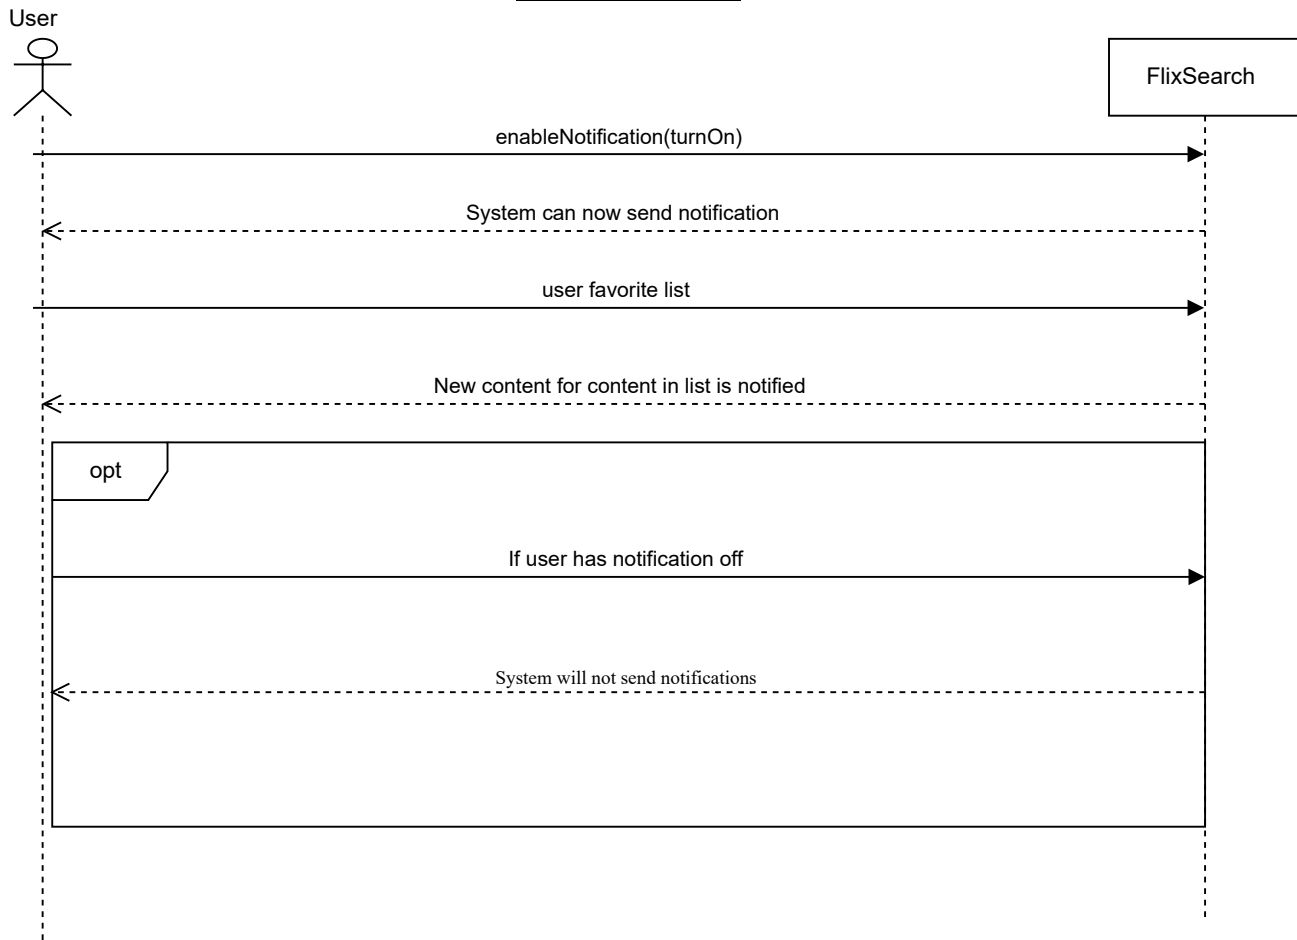 User
FlixSearch
enableNotification(turnOn)
System can now send notification
user favorite list
New content for content in list is notified
opt
If user has notification off
System will not send notifications